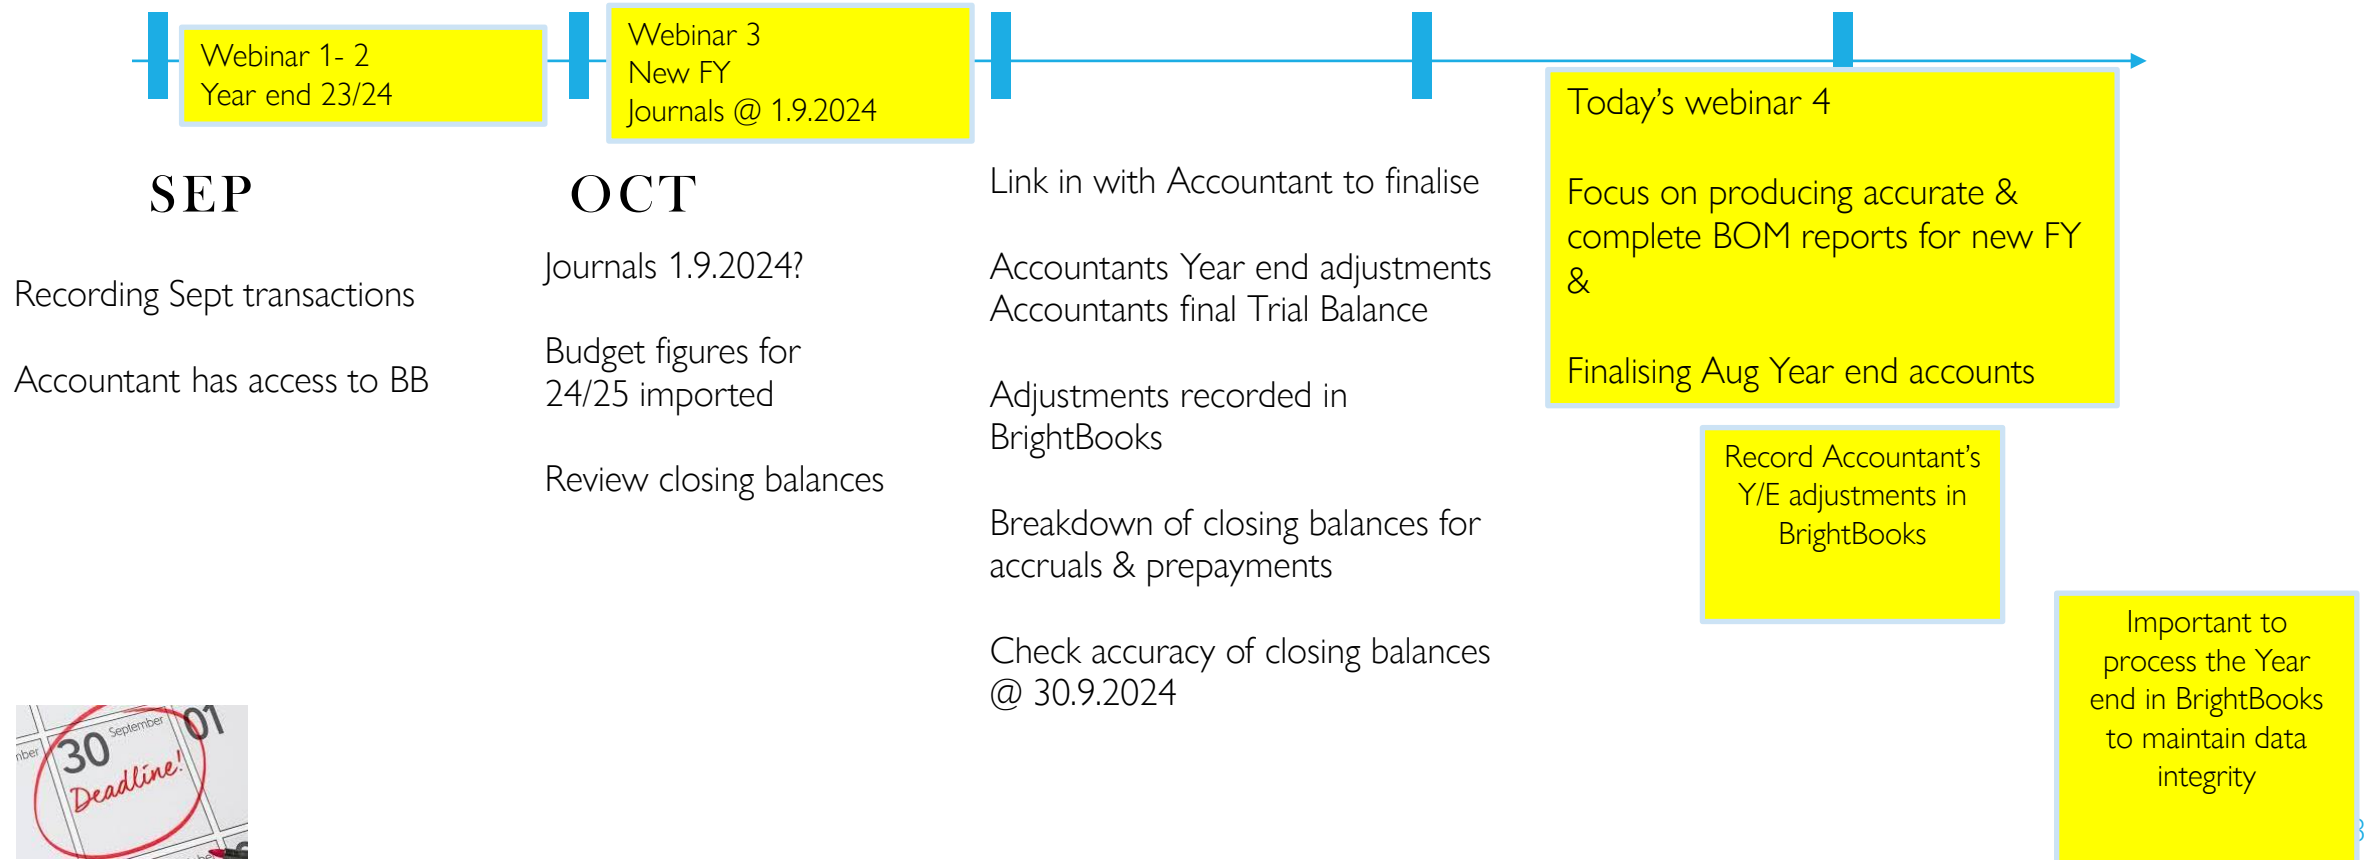 Webinar 1- 2
Year end 23/24
Webinar 3
New FY
Journals @ 1.9.2024
SEP
Recording Sept transactions
Accountant has access to BB
OCT
Journals 1.9.2024?
Budget figures for
24/25 imported
Review closing balances
Link in with Accountant to finalise
Accountants Year end adjustments
Accountants final Trial Balance
Adjustments recorded in
BrightBooks
Breakdown of closing balances for
accruals & prepayments
Check accuracy of closing balances
@ 30.9.2024
Today's webinar 4
Focus on producing accurate &
complete BOM reports for new FY
&
Finalising Aug Year end accounts
Record Accountant's
Y/E adjustments in
BrightBooks
Important to
process the Year
end in BrightBooks
to maintain data
integrity
30 September 01
Deadline!